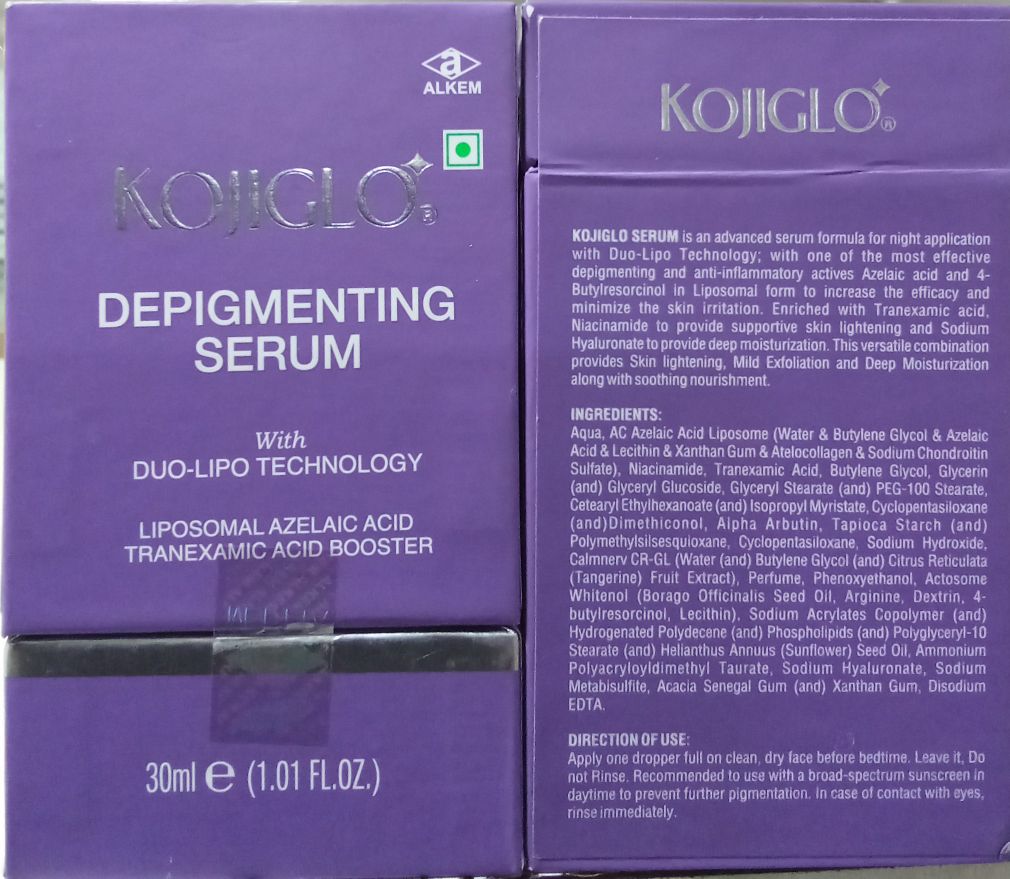 a
ALKEM
KOJIGLO®
DEPIGMENTING
SERUM
With
DUO-LIPO TECHNOLOGY
LIPOSOMAL AZELAIC ACID
TRANEXAMIC ACID BOOSTER
30ml e (1.01 FL.OZ.)
KOJIGLO®
KOJIGLO SERUM is an advanced serum formula for night application
with Duo-Lipo Technology; with one of the most effective
depigmenting and anti-inflammatory actives Azelaic acid and 4-
Butylresorcinol in Liposomal form to increase the efficacy and
minimize the skin irritation. Enriched with Tranexamic acid,
Niacinamide to provide supportive skin lightening and Sodium
Hyaluronate to provide deep moisturization. This versatile combination
provides Skin lightening, Mild Exfoliation and Deep Moisturization
along with soothing nourishment.
INGREDIENTS:
Aqua, AC Azelaic Acid Liposome (Water & Butylene Glycol & Azelaic
Acid & Lecithin & Xanthan Gum & Atelocollagen & Sodium Chondroitin
Sulfate), Niacinamide, Tranexamic Acid, Butylene Glycol, Glycerin
(and) Glyceryl Glucoside, Glyceryl Stearate (and) PEG-100 Stearate,
Cetearyl Ethylhexanoate (and) Isopropyl Myristate, Cyclopentasiloxane
(and)Dimethiconol, Alpha Arbutin, Tapioca Starch (and)
Polymethylsilsesquioxane, Cyclopentasiloxane, Sodium Hydroxide,
Calmnerv CR-GL (Water (and) Butylene Glycol (and) Citrus Reticulata
(Tangerine) Fruit Extract), Perfume, Phenoxyethanol, Actosome
Whitenol (Borago Officinalis Seed Oil, Arginine, Dextrin, 4-
butylresorcinol, Lecithin), Sodium Acrylates Copolymer (and)
Hydrogenated Polydecene (and) Phospholipids (and) Polyglyceryl-10
Stearate (and) Helianthus Annuus (Sunflower) Seed Oil, Ammonium
Polyacryloyldimethyl Taurate, Sodium Hyaluronate, Sodium
Metabisulfite, Acacia Senegal Gum (and) Xanthan Gum, Disodium
EDTA.
DIRECTION OF USE:
Apply one dropper full on clean, dry face before bedtime. Leave it, Do
not Rinse. Recommended to use with a broad-spectrum sunscreen in
daytime to prevent further pigmentation. In case of contact with eyes,
rinse immediately.